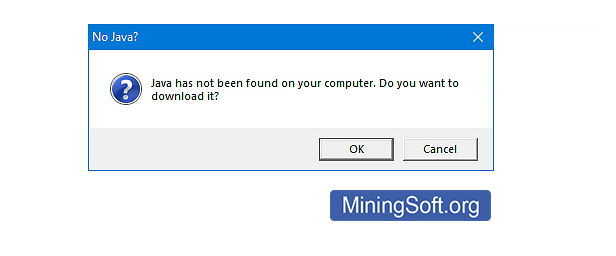 No Java?
Java has not been found on your computer. Do you want to
download it?
OK Cancel
MiningSoft.org